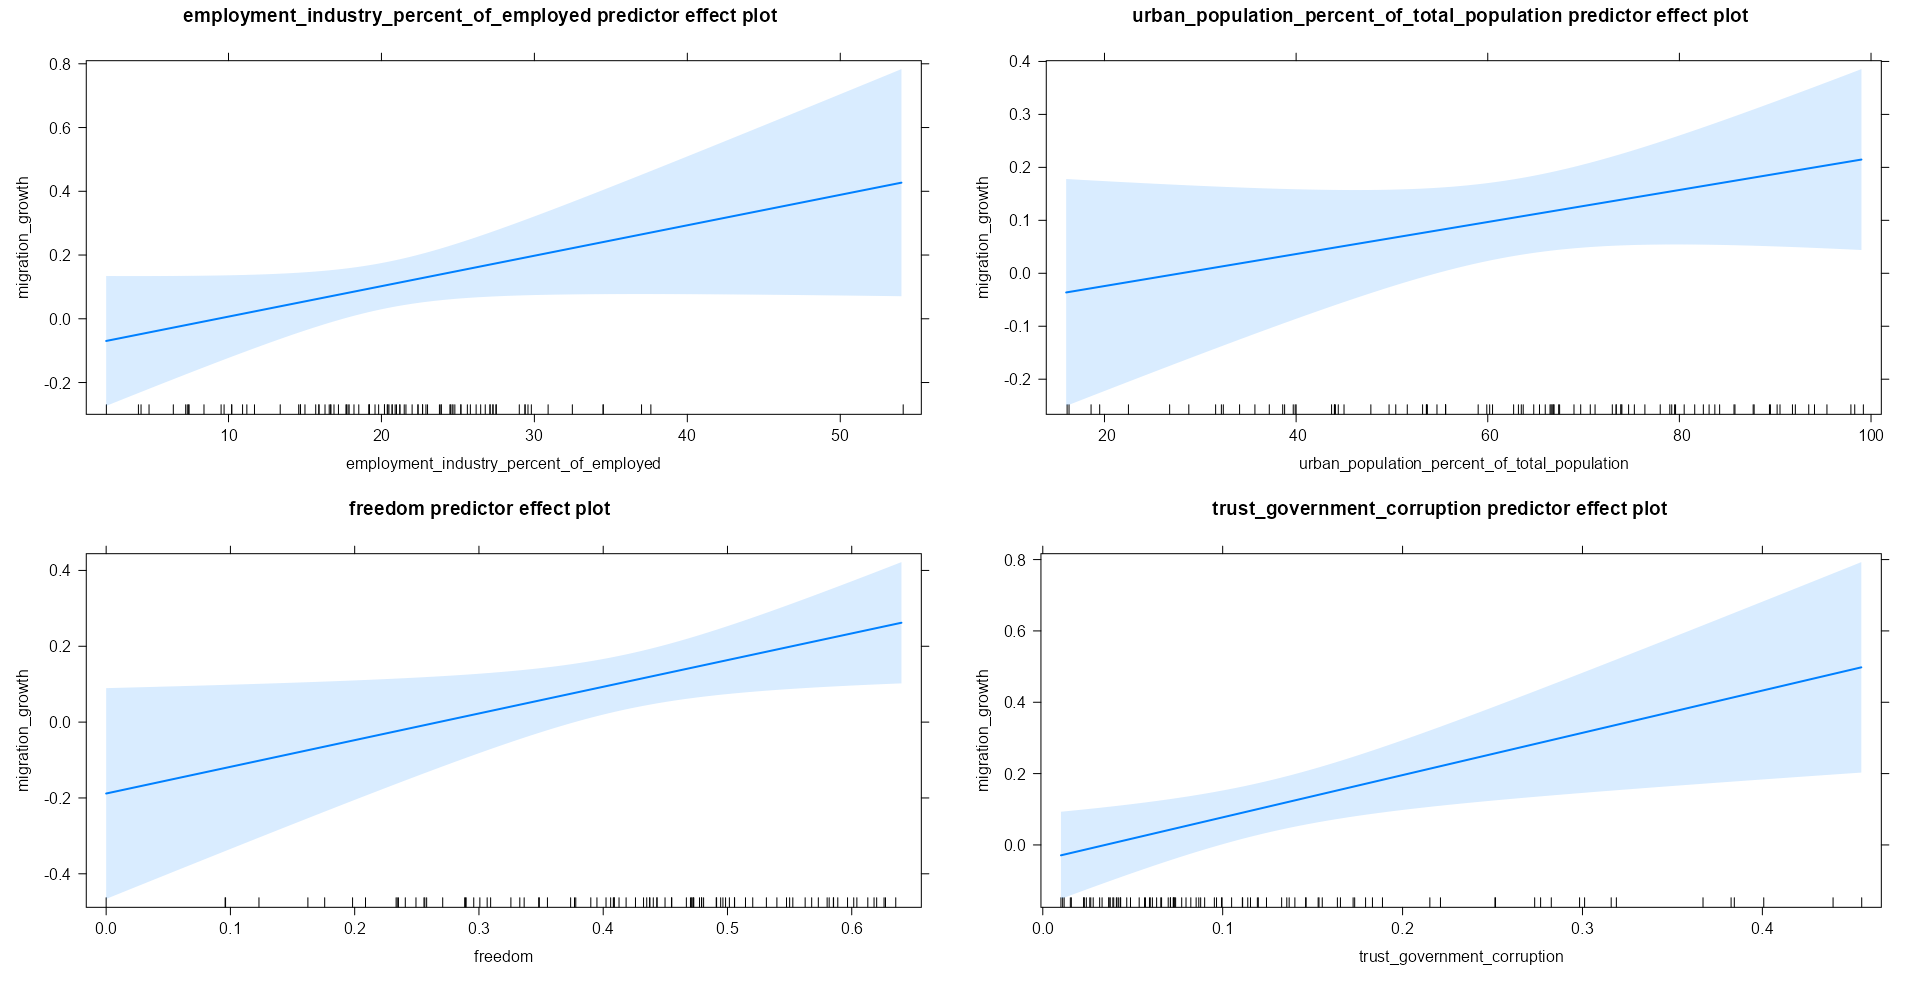 employment_industry_percent_of_employed predictor effect plot
migration_growth
0.8
0.6
0.4
0.2
0.0
-0.2
10 20 30 40 50
employment_industry_percent_of_employed
urban_population_percent_of_total_population predictor effect plot
migration_growth
0.4
0.3
0.2
0.1
0.0
-0.1
-0.2
20 40 60 80 100
urban_population_percent_of_total_population
freedom predictor effect plot
migration_growth
0.4
0.2
0.0
-0.2
-0.4
0.0 0.1 0.2 0.3 0.4 0.5 0.6
freedom
trust_government_corruption predictor effect plot
migration_growth
0.8
0.6
0.4
0.2
0.0
0.0 0.1 0.2 0.3 0.4
trust_government_corruption